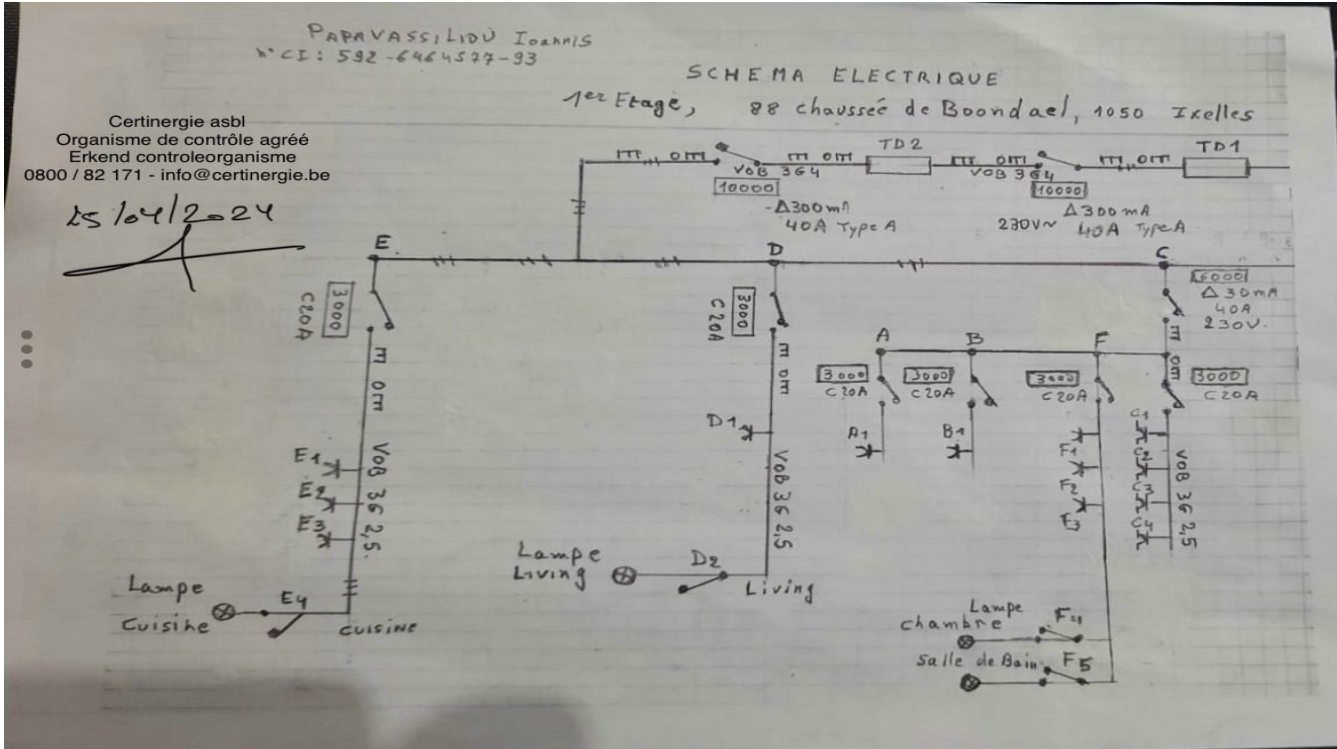 PAPAVASSILIDU Ioannis
n° CI: 592-6464577-93
SCHEMA ELECTRIQUE
1er Etage, 88 chaussée de Boondael, 1050 Ixelles
Certinergie asbl
Organisme de contrôle agréé
Erkend controleorganisme
0800 / 82 171 - info@certinergie.be
25/04/2024
TD2
TD1
VOB 3G4
VOB 3G4
10000
10000
Δ300mA
40A Type A
Δ300mA
230V~ 40A Type A
E
D
C
3000
C20A
3000
C20A
6000
Δ30mA
40A
230V.
A
B
F
3000
C20A
3000
C20A
3000
C20A
3000
C20A
E1
E2
E3
VOB 3G 2,5
D1
VOB 3G 2,5
A1
B1
F1
F2
F3
C1
C2
C3
C4
VOB 3G 2,5
Lampe
Cuisine
E4
CUISINE
Lampe
Living
D2
Living
Lampe
chambre
F4
Salle de Bain
F5